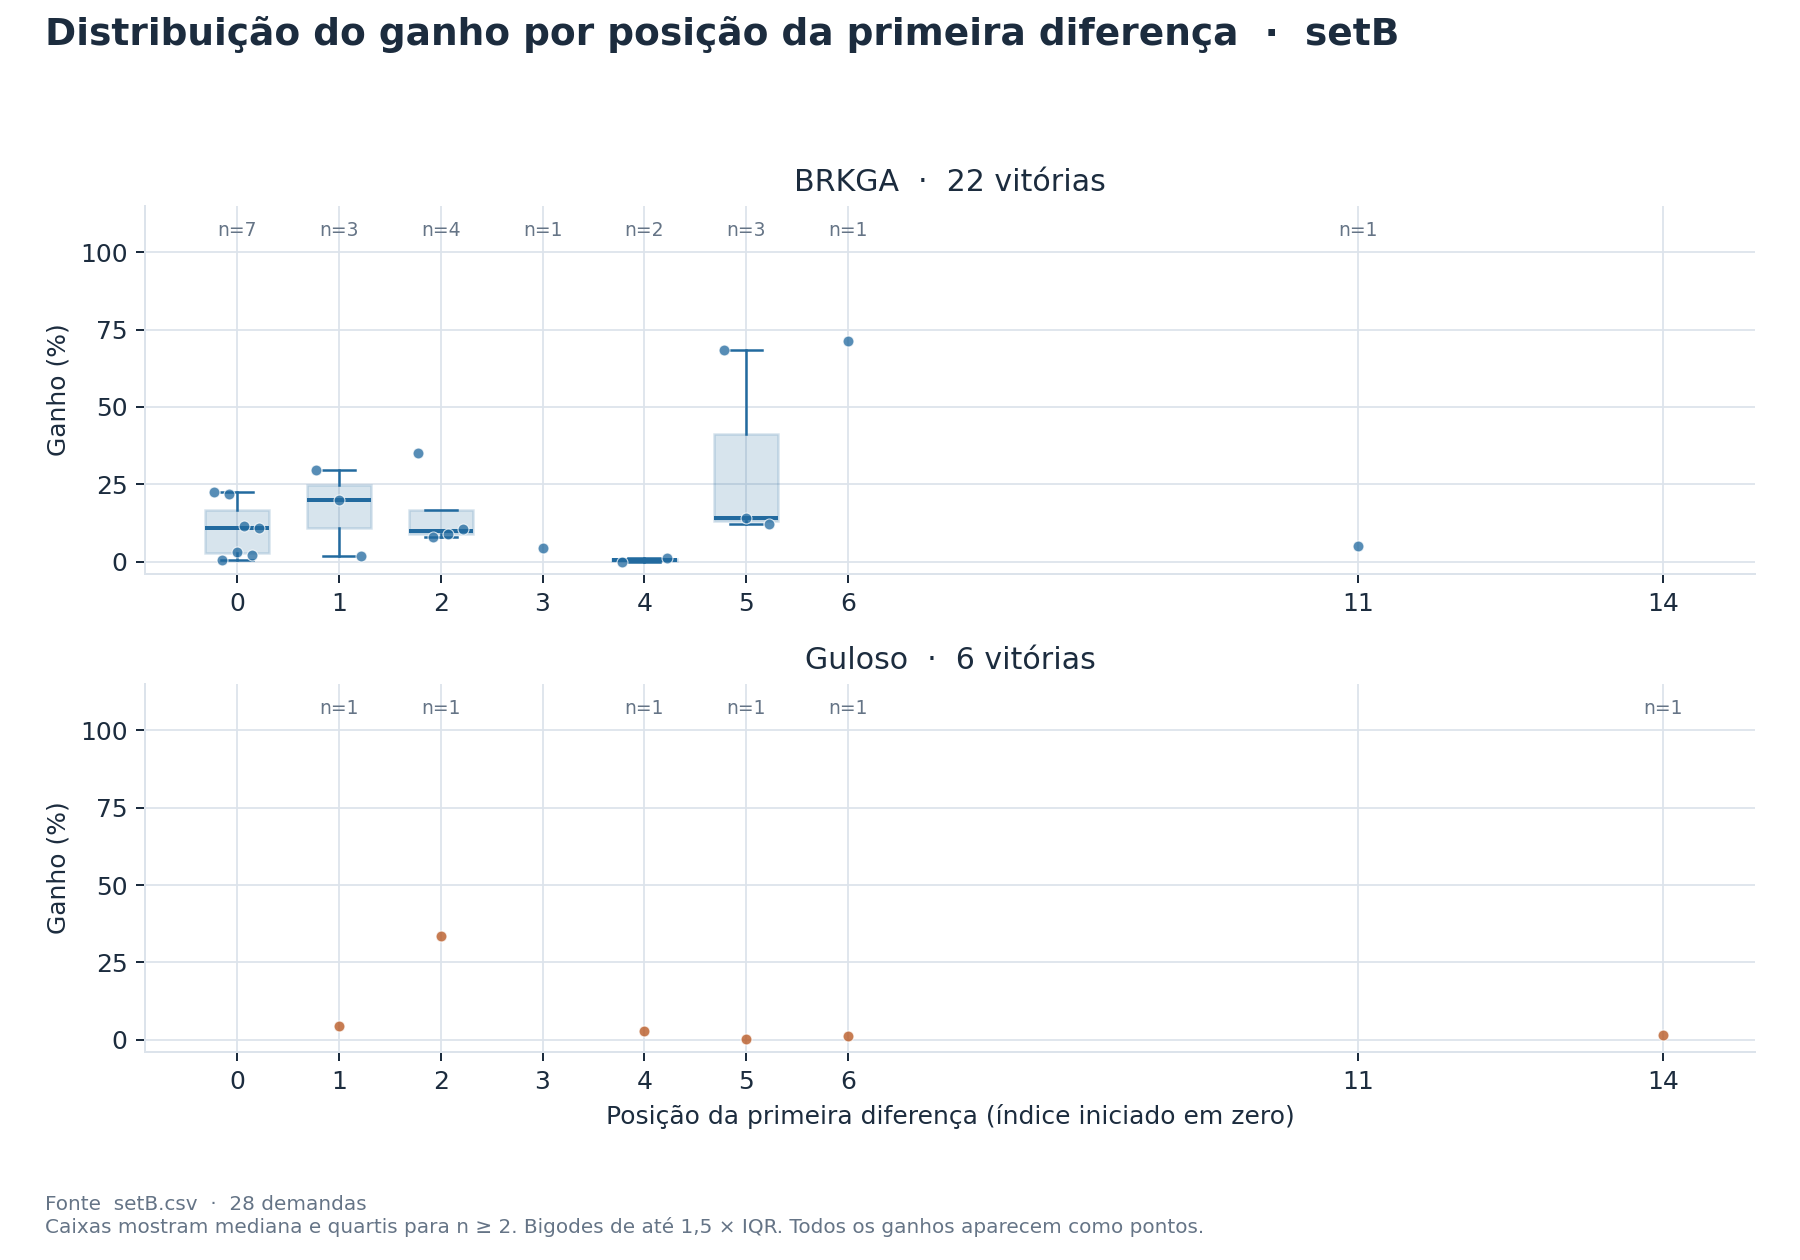 Distribuição do ganho por posição da primeira diferença · setB
BRKGA · 22 vitórias
n=7 n=3 n=4 n=1 n=2 n=3 n=1 n=1
100
75
50
25
0
Ganho (%)
0 1 2 3 4 5 6 11 14
Guloso · 6 vitórias
n=1 n=1 n=1 n=1 n=1 n=1
100
75
50
25
0
Ganho (%)
0 1 2 3 4 5 6 11 14
Posição da primeira diferença (índice iniciado em zero)
Fonte setB.csv · 28 demandas
Caixas mostram mediana e quartis para n ≥ 2. Bigodes de até 1,5 × IQR. Todos os ganhos aparecem como pontos.